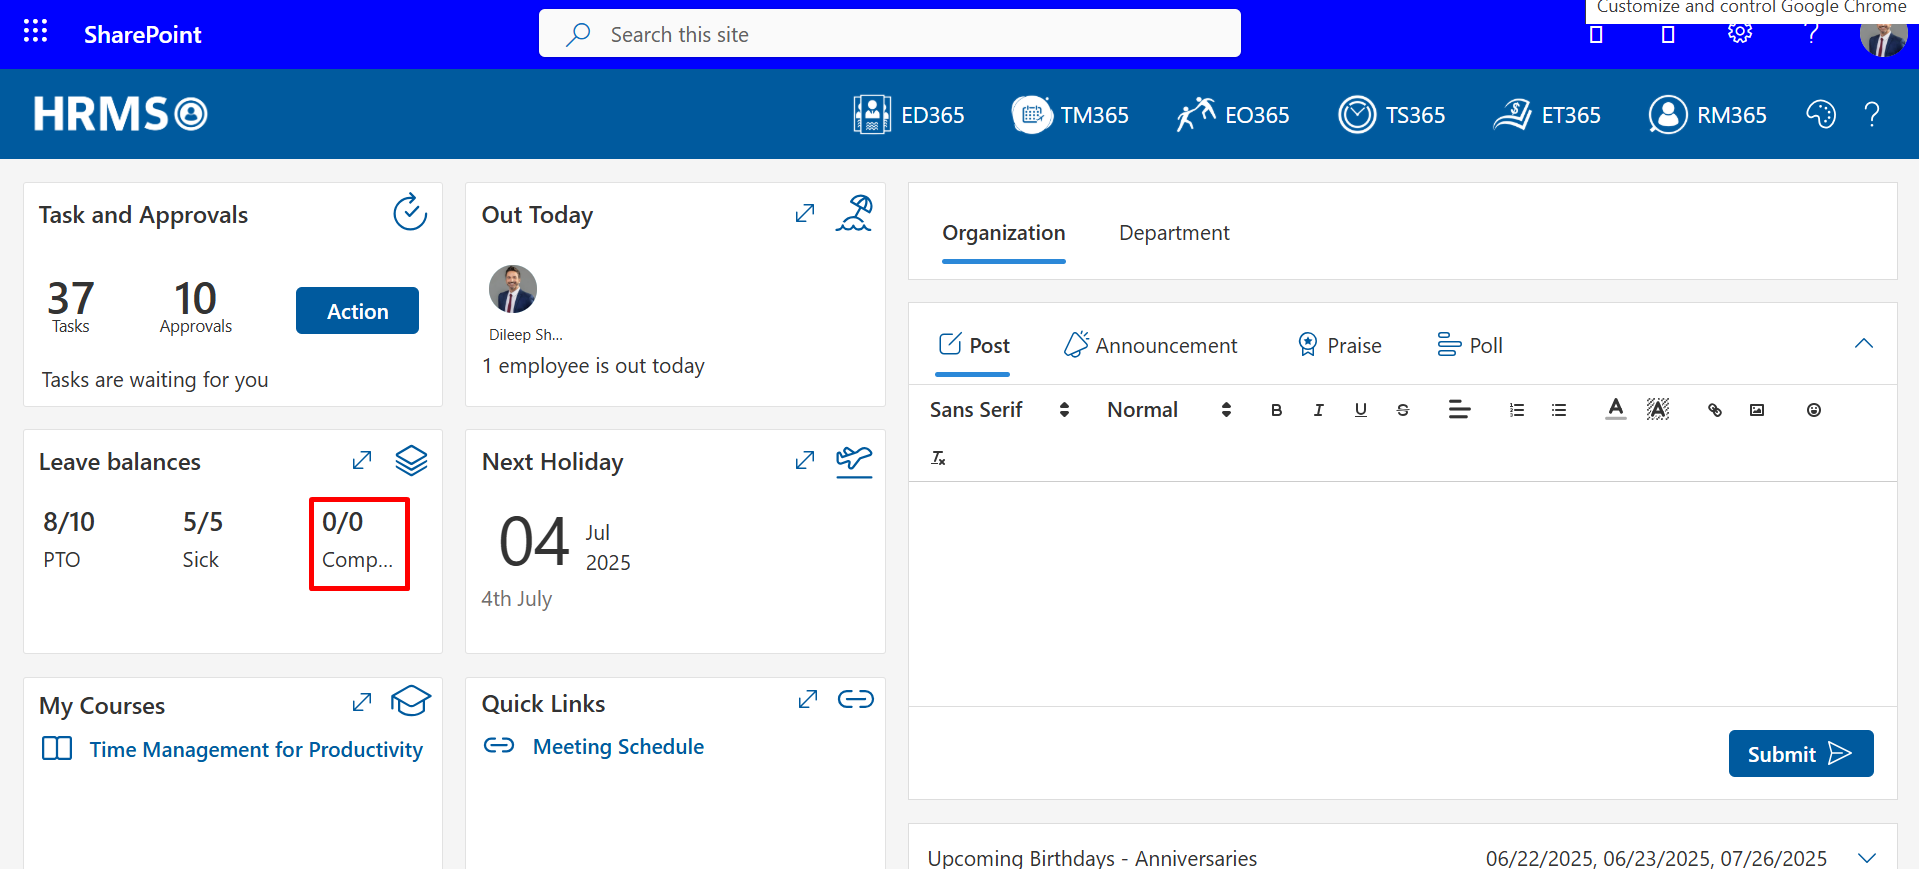 Customize and control Google Chrome
SharePoint
Search this site
HRMS
ED365
TM365
EO365
TS365
ET365
RM365
?
Task and Approvals
37
Tasks
10
Approvals
Action
Tasks are waiting for you
Out Today
Dileep Sh...
1 employee is out today
Leave balances
8/10
PTO
5/5
Sick
0/0
Comp...
Next Holiday
04
Jul
2025
4th July
My Courses
Time Management for Productivity
Quick Links
Meeting Schedule
Organization
Department
Post
Announcement
Praise
Poll
Sans Serif
Normal
B
I
U
S
A
A
Tx
Submit
Upcoming Birthdays - Anniversaries
06/22/2025, 06/23/2025, 07/26/2025